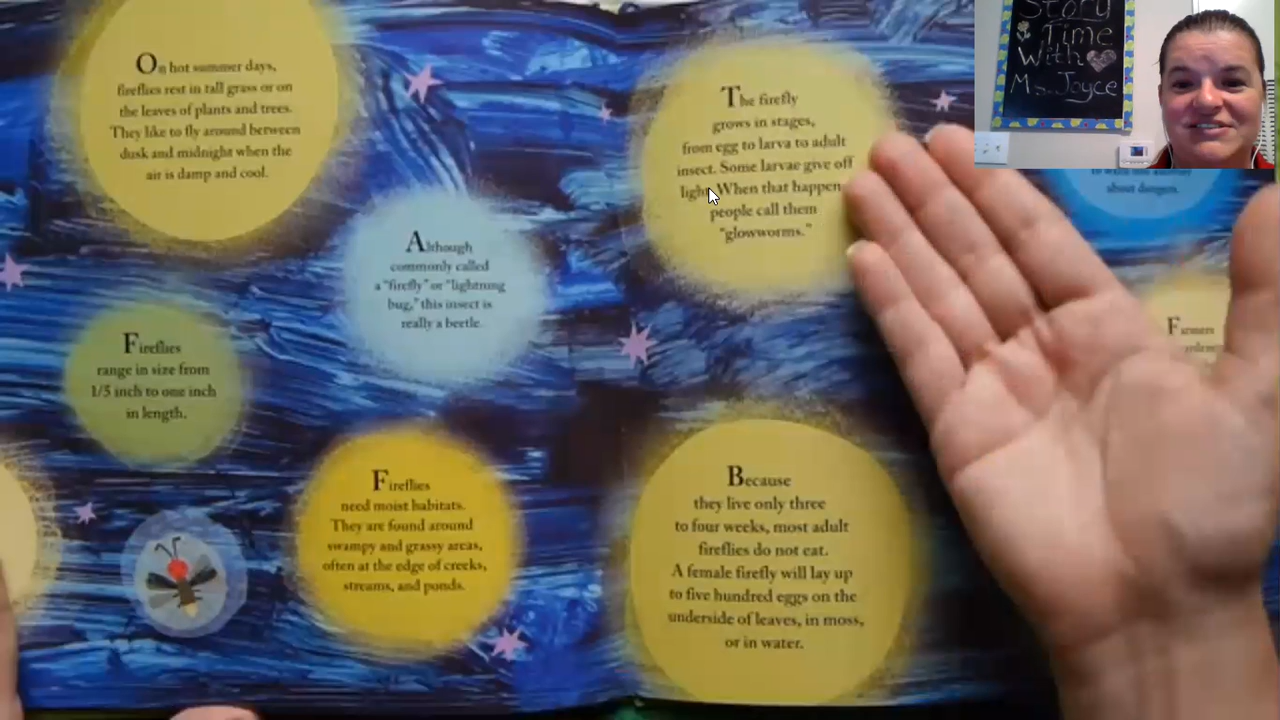 On hot summer days,
fireflies rest in tall grass or on
the leaves of plants and trees.
They like to fly around between
dusk and midnight when the
air is damp and cool.
Although
commonly called
a “firefly” or “lightning
bug,” this insect is
really a beetle.
Fireflies
range in size from
1/5 inch to one inch
in length.
Fireflies
need moist habitats.
They are found around
swampy and grassy areas,
often at the edge of creeks,
streams, and ponds.
The firefly
grows in stages,
from egg to larva to adult
insect. Some larvae give off
light. When that happen
people call them
“glowworms.”
Because
they live only three
to four weeks, most adult
fireflies do not eat.
A female firefly will lay up
to five hundred eggs on the
underside of leaves, in moss,
or in water.
Story
Time
With
Ms. Joyce
about danger.
Farmers